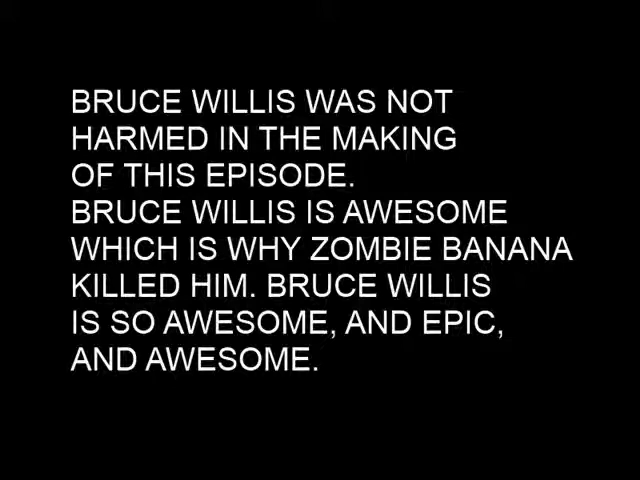 BRUCE WILLIS WAS NOT
HARMED IN THE MAKING
OF THIS EPISODE.
BRUCE WILLIS IS AWESOME
WHICH IS WHY ZOMBIE BANANA
KILLED HIM. BRUCE WILLIS
IS SO AWESOME, AND EPIC,
AND AWESOME.